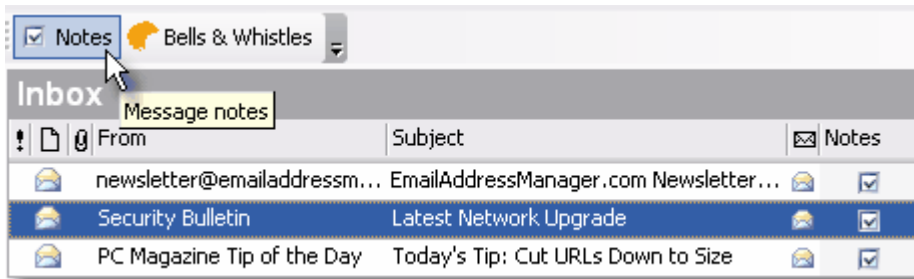 Notes Bells & Whistles
Inbox
Message notes
! From Subject Notes
newsletter@emailaddressm... EmailAddressManager.com Newsletter...
Security Bulletin Latest Network Upgrade
PC Magazine Tip of the Day Today's Tip: Cut URLs Down to Size